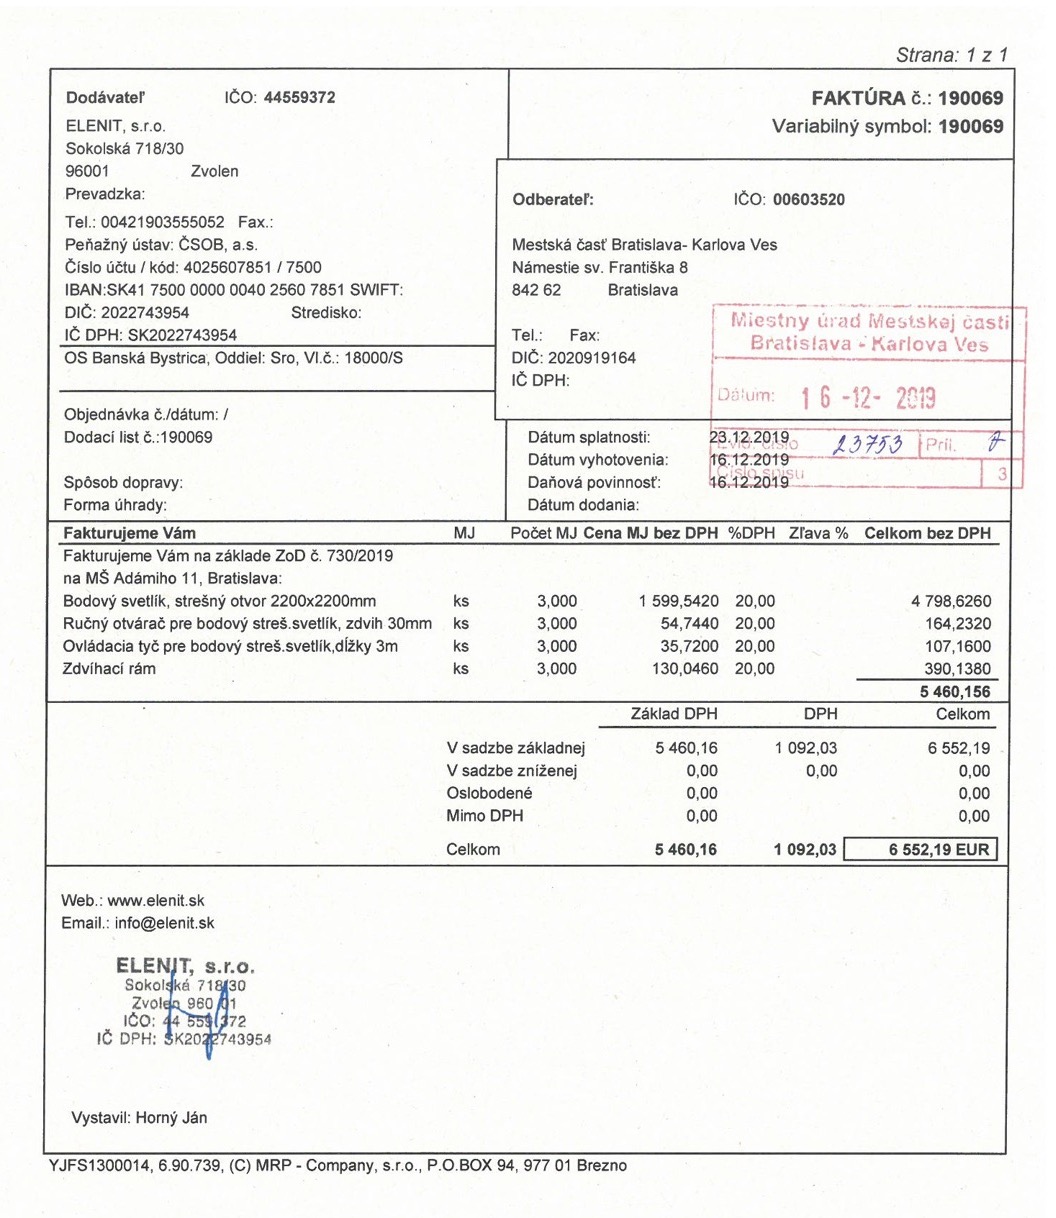 Strana: 1 z 1
Dodávateľ IČO: 44559372
ELENIT, s.r.o.
Sokolská 718/30
96001 Zvolen
Prevadzka:
Tel.: 00421903555052 Fax.:
Peňažný ústav: ČSOB, a.s.
Číslo účtu / kód: 4025607851 / 7500
IBAN:SK41 7500 0000 0040 2560 7851 SWIFT:
DIČ: 2022743954 Stredisko:
IČ DPH: SK2022743954
OS Banská Bystrica, Oddiel: Sro, Vl.č.: 18000/S
FAKTÚRA č.: 190069
Variabilný symbol: 190069
Odberateľ: IČO: 00603520
Mestská časť Bratislava- Karlova Ves
Námestie sv. Františka 8
842 62 Bratislava
Tel.: Fax:
DIČ: 2020919164
IČ DPH:
Miestny úrad Mestskej časti
Bratislava - Karlova Ves
Dátum: 16 -12- 2019
Evid. číslo 23753 Príl.
Číslo spisu 3
Objednávka č./dátum: /
Dodací list č.:190069
Spôsob dopravy:
Forma úhrady:
Dátum splatnosti: 23.12.2019
Dátum vyhotovenia: 16.12.2019
Daňová povinnosť: 16.12.2019
Dátum dodania:
Fakturujeme Vám MJ Počet MJ Cena MJ bez DPH %DPH Zľava % Celkom bez DPH
Fakturujeme Vám na základe ZoD č. 730/2019
na MŠ Adámiho 11, Bratislava:
Bodový svetlík, strešný otvor 2200x2200mm ks 3,000 1 599,5420 20,00 4 798,6260
Ručný otvárač pre bodový streš.svetlík, zdvih 30mm ks 3,000 54,7440 20,00 164,2320
Ovládacia tyč pre bodový streš.svetlík,dĺžky 3m ks 3,000 35,7200 20,00 107,1600
Zdvíhací rám ks 3,000 130,0460 20,00 390,1380
5 460,156
Základ DPH DPH Celkom
V sadzbe základnej 5 460,16 1 092,03 6 552,19
V sadzbe zníženej 0,00 0,00 0,00
Oslobodené 0,00 0,00
Mimo DPH 0,00 0,00
Celkom 5 460,16 1 092,03 6 552,19 EUR
Web.: www.elenit.sk
Email.: info@elenit.sk
ELENIT, s.r.o.
Sokolská 718/30
Zvolen 960 01
IČO: 44 559 372
IČ DPH: SK2022743954
Vystavil: Horný Ján
YJFS1300014, 6.90.739, (C) MRP - Company, s.r.o., P.O.BOX 94, 977 01 Brezno